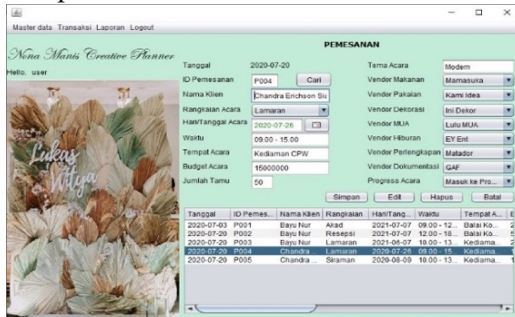 Master data Transaksi Laporan Logout
Nona Manis Creative Planner
Hello, user
Lukas
Witya
PEMESANAN
Tanggal 2020-07-20
ID Pemesanan P004 Cari
Nama Klien Chandra Erichson Sia
Rangkaian Acara Lamaran
Hari/Tanggal Acara 2020-07-26
Waktu 09.00 - 15.00
Tempat Acara Kediaman CPW
Budget Acara 15000000
Jumlah Tamu 50
Tema Acara Modern
Vendor Makanan Mamasuka
Vendor Pakaian Kami Idea
Vendor Dekorasi Ini Dekor
Vendor MUA Lulu MUA
Vendor Hiburan EY Ent
Vendor Perlengkapan Matador
Vendor Dokumentasi GAF
Progress Acara Masuk ke Pro...
Simpan Edit Hapus Batal
Tanggal ID Pemes... Nama Klien Rangkaian Hari/Tang... Waktu Tempat A...
2020-07-03 P001 Bayu Nur Akad 2021-07-07 09.00 - 12... Balai Ko...
2020-07-20 P002 Bayu Nur Resepsi 2021-07-07 12.00 - 18... Balai Ko...
2020-07-20 P003 Bayu Nur Lamaran 2021-06-07 10.00 - 13... Kediama...
2020-07-20 P004 Chandra ... Lamaran 2020-07-26 09.00 - 15... Kediama...
2020-07-20 P005 Chandra ... Siraman 2020-08-09 10.00 - 13... Kediama...